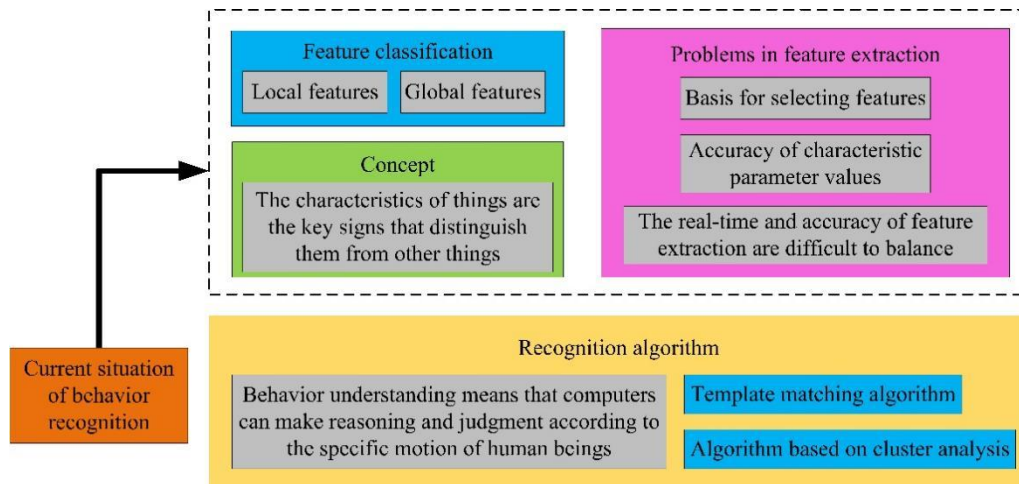 Feature classification
Local features
Global features
Concept
The characteristics of things are
the key signs that distinguish
them from other things
Problems in feature extraction
Basis for selecting features
Accuracy of characteristic
parameter values
The real-time and accuracy of feature
extraction are difficult to balance
Current situation
of behavior
recognition
Recognition algorithm
Behavior understanding means that computers
can make reasoning and judgment according to
the specific motion of human beings
Template matching algorithm
Algorithm based on cluster analysis